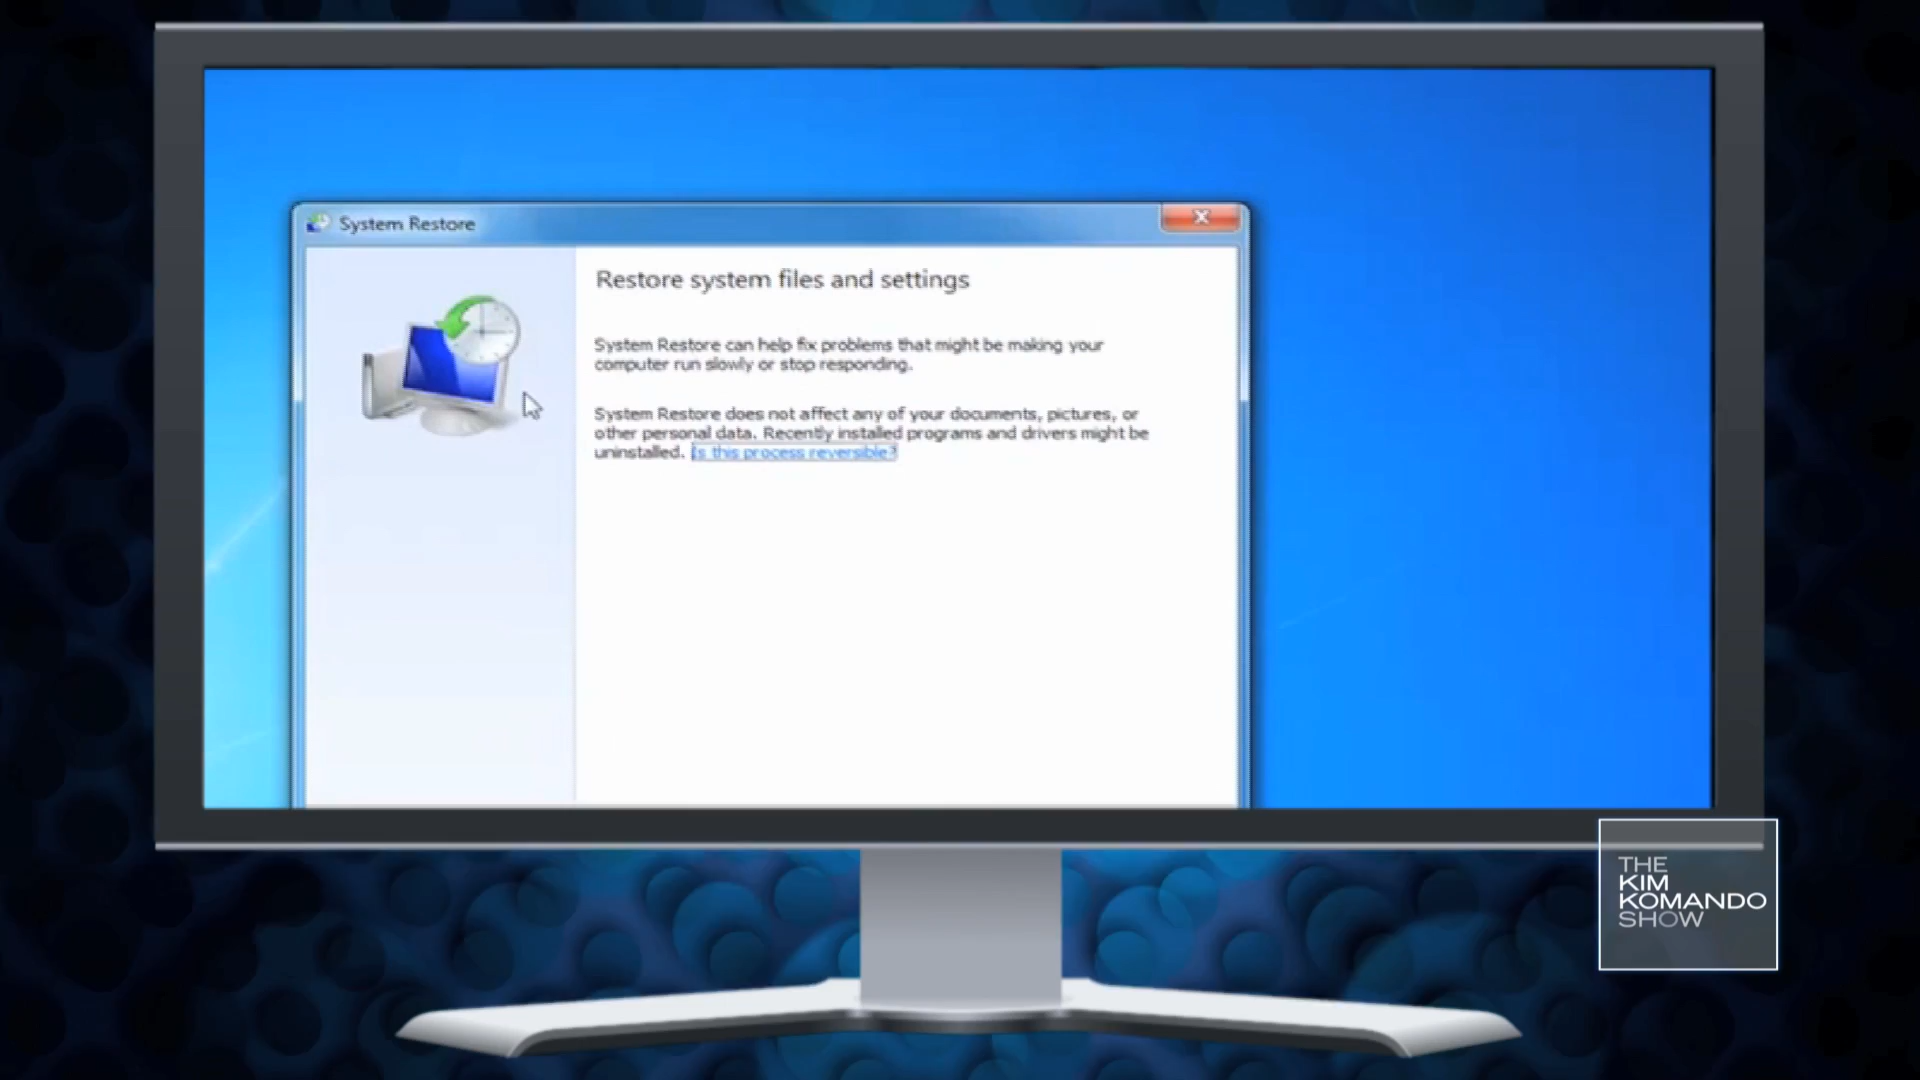 System Restore
Restore system files and settings
System Restore can help fix problems that might be making your
computer run slowly or stop responding.
System Restore does not affect any of your documents, pictures, or
other personal data. Recently installed programs and drivers might be
uninstalled. Is this process reversible?
THE
KIM
KOMANDO
SHOW